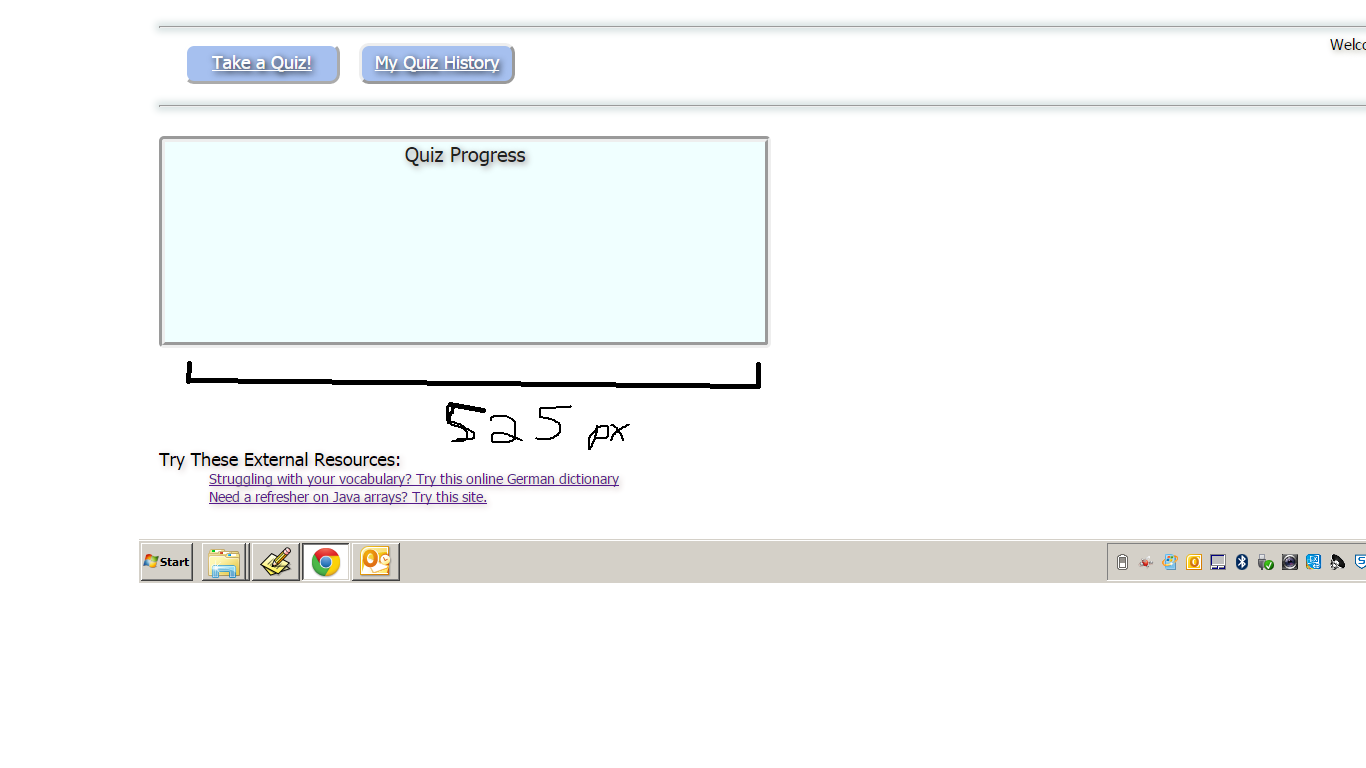 Welco
Take a Quiz! My Quiz History
Quiz Progress
525 px
Try These External Resources:
Struggling with your vocabulary? Try this online German dictionary
Need a refresher on Java arrays? Try this site.
Start